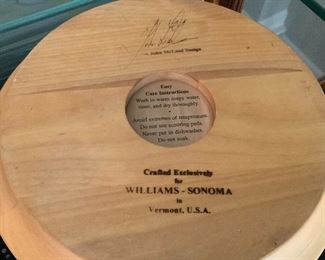 John McLeod Design
Easy
Care Instructions
Wash in warm soapy water,
rinse, and dry thoroughly.
Avoid extremes of temperature.
Do not use scouring pads.
Never put in dishwasher.
Do not soak.
Crafted Exclusively
for
WILLIAMS - SONOMA
in
Vermont, U.S.A.